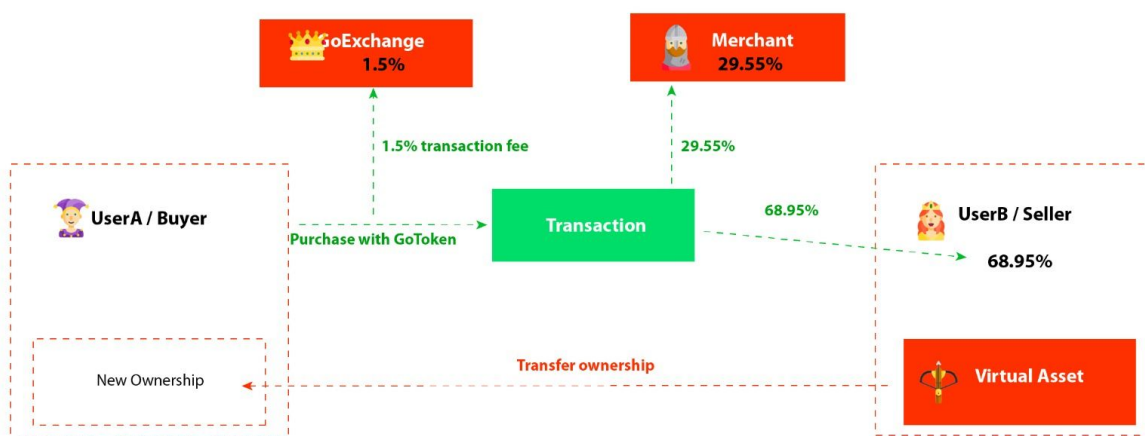 GoExchange
1.5%
Merchant
29.55%
1.5% transaction fee
29.55%
UserA / Buyer
Purchase with GoToken
Transaction
68.95%
UserB / Seller
68.95%
New Ownership
Transfer ownership
Virtual Asset